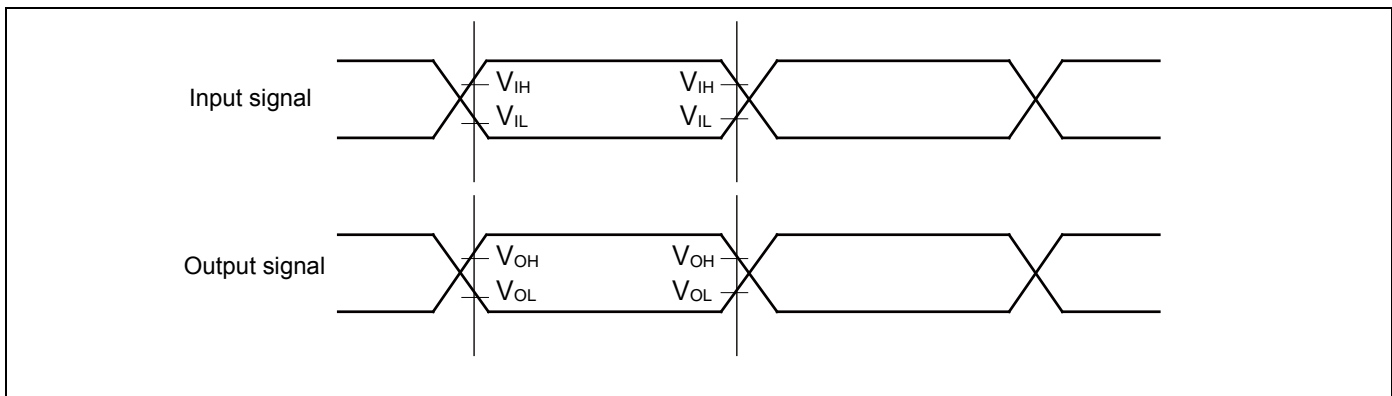 Input signal
VIH VIH
VIL VIL
Output signal
VOH VOH
VOL VOL